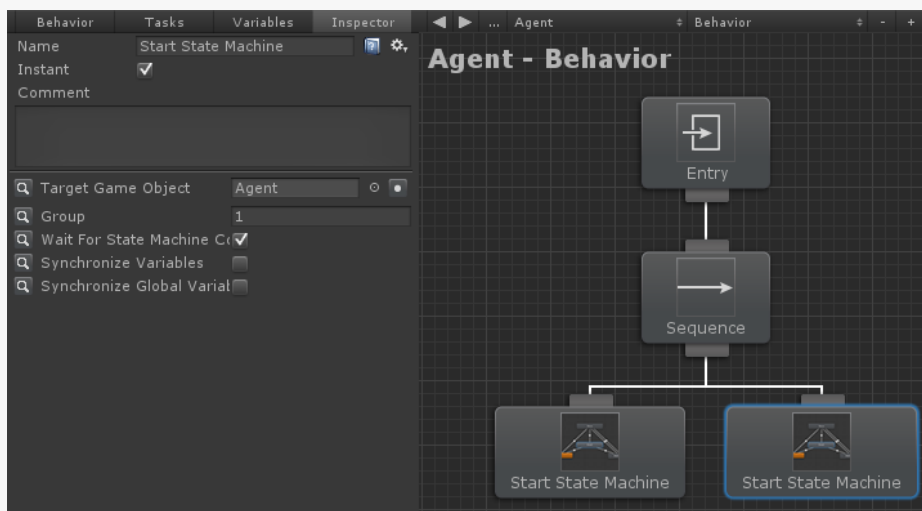 Behavior Tasks Variables Inspector ... Agent Behavior - +
Name Start State Machine
Instant
Comment
Target Game Object Agent
Group 1
Wait For State Machine Co
Synchronize Variables
Synchronize Global Variab
Agent - Behavior
Entry
Sequence
Start State Machine
Start State Machine